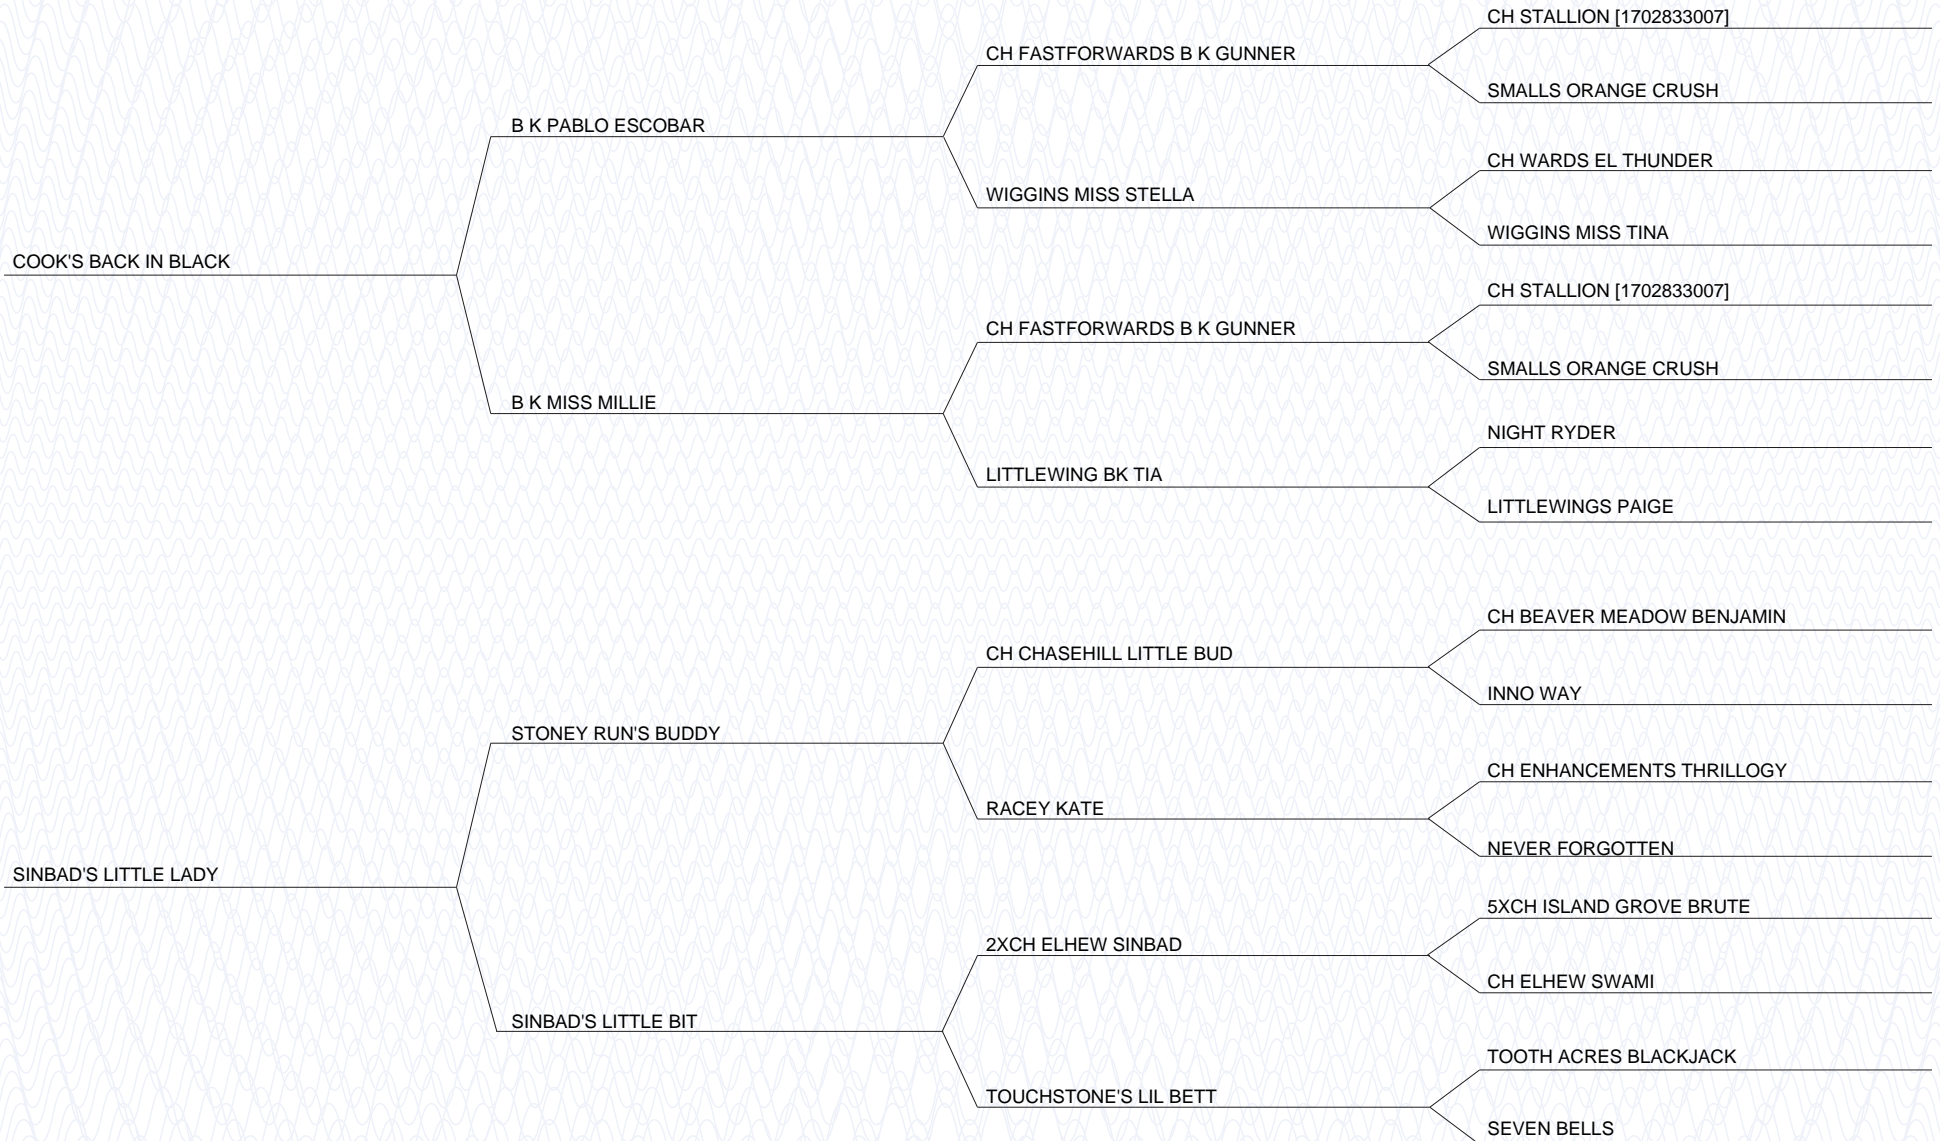 CH STALLION [1702833007]
CH FASTFORWARDS B K GUNNER
SMALLS ORANGE CRUSH
B K PABLO ESCOBAR
CH WARDS EL THUNDER
WIGGINS MISS STELLA
WIGGINS MISS TINA
COOK'S BACK IN BLACK
CH STALLION [1702833007]
CH FASTFORWARDS B K GUNNER
SMALLS ORANGE CRUSH
B K MISS MILLIE
NIGHT RYDER
LITTLEWING BK TIA
LITTLEWINGS PAIGE
CH BEAVER MEADOW BENJAMIN
CH CHASEHILL LITTLE BUD
INNO WAY
STONEY RUN'S BUDDY
CH ENHANCEMENTS THRILLOGY
RACEY KATE
NEVER FORGOTTEN
SINBAD'S LITTLE LADY
5XCH ISLAND GROVE BRUTE
2XCH ELHEW SINBAD
CH ELHEW SWAMI
SINBAD'S LITTLE BIT
TOOTH ACRES BLACKJACK
TOUCHSTONE'S LIL BETT
SEVEN BELLS